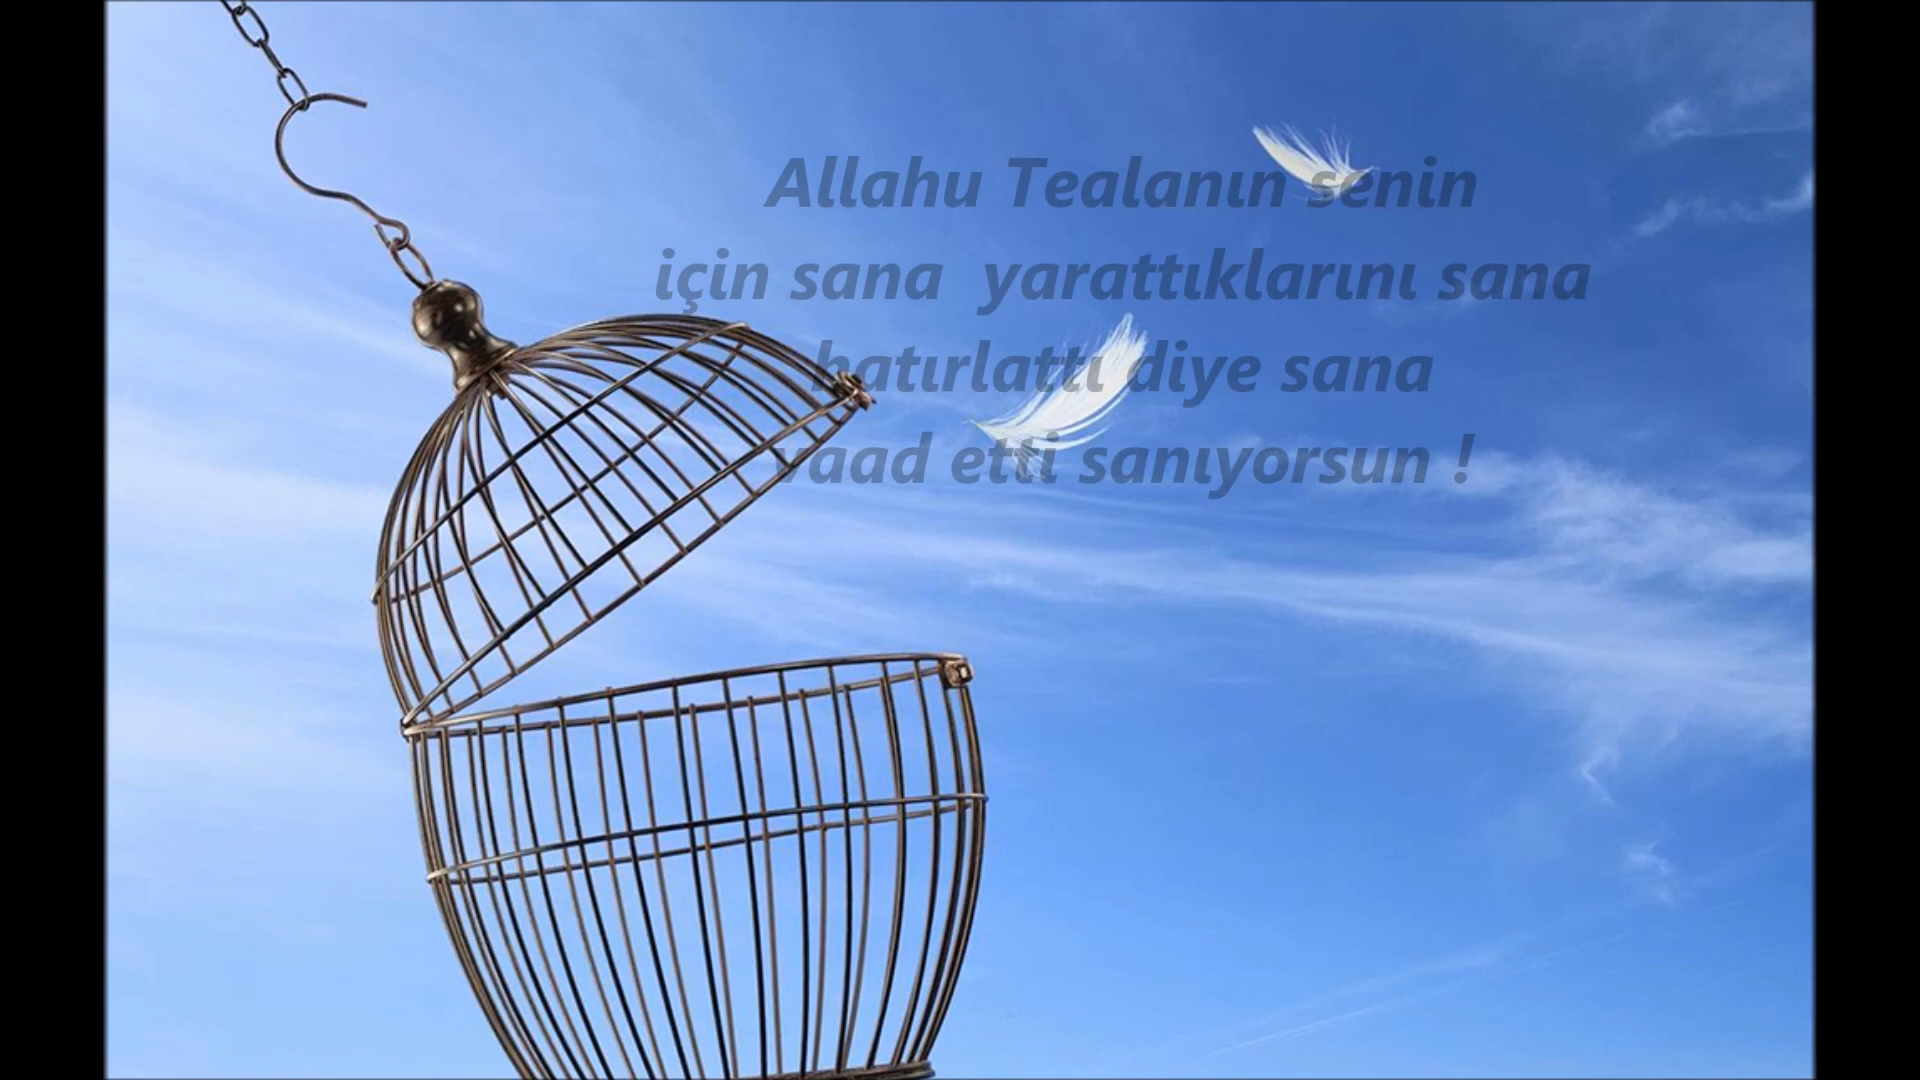 Allahu Tealanın senin
için sana yarattıklarını sana
hatırlattı diye sana
vaad etti sanıyorsun !